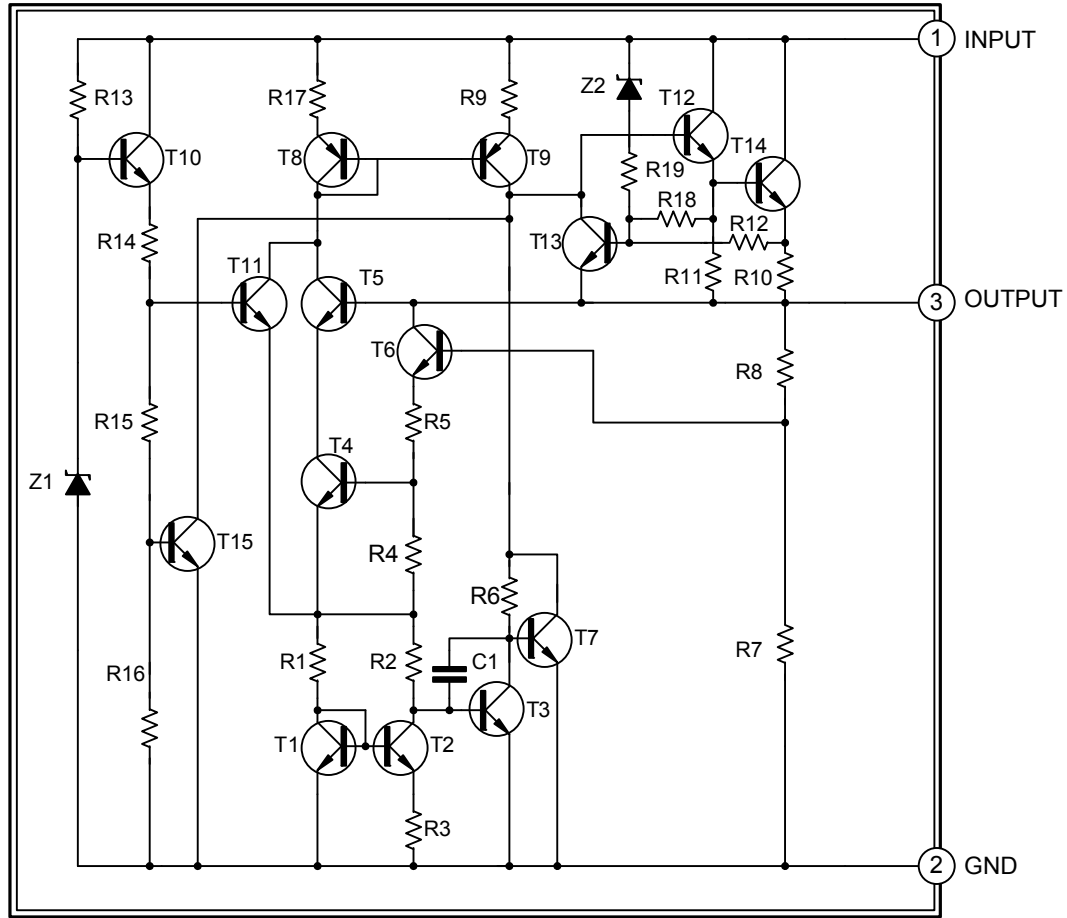 1 INPUT
R13
R17
R9
Z2
T12
T14
T10
T8
T9
R19
R18
R12
R14
T13
T11
T5
R11
R10
3 OUTPUT
T6
R8
R15
R5
T4
Z1
T15
R4
R6
T7
R1
R2
C1
R7
R16
T3
T1
T2
R3
2 GND